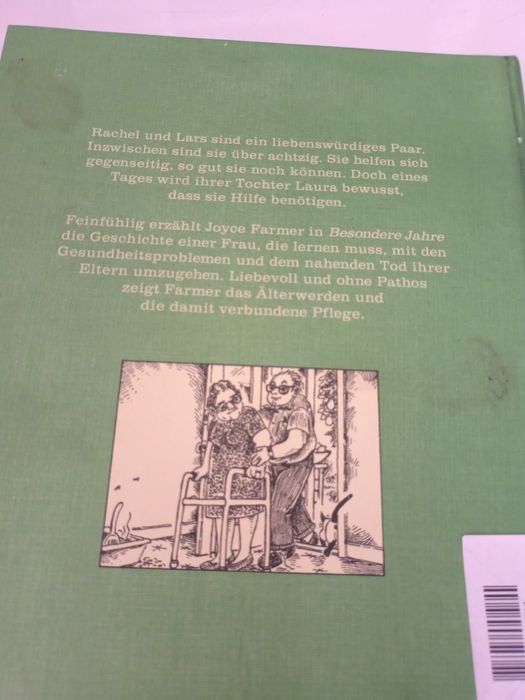 Rachel und Lars sind ein liebenswürdiges Paar.
Inzwischen sind sie über achtzig. Sie helfen sich
gegenseitig, so gut sie noch können. Doch eines
Tages wird ihrer Tochter Laura bewusst,
dass sie Hilfe benötigen.
Feinfühlig erzählt Joyce Farmer in Besondere Jahre
die Geschichte einer Frau, die lernen muss, mit den
Gesundheitsproblemen und dem nahenden Tod ihrer
Eltern umzugehen. Liebevoll und ohne Pathos
zeigt Farmer das Älterwerden und
die damit verbundene Pflege.